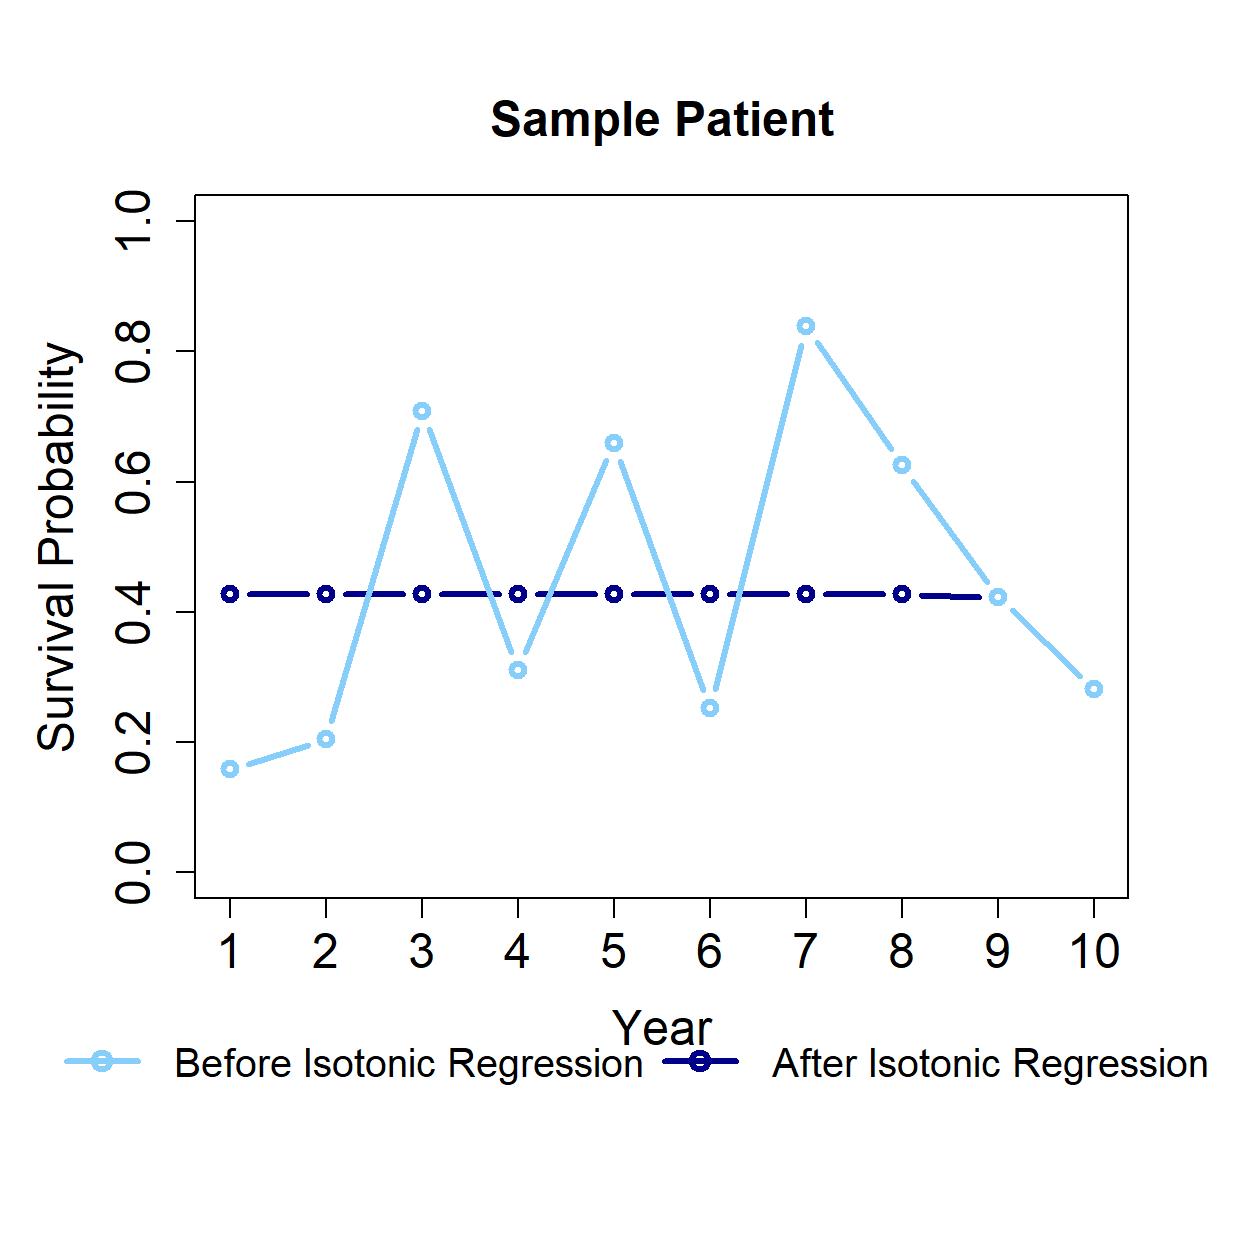 Sample Patient
Survival Probability
1.0
0.8
0.6
0.4
0.2
0.0
1 2 3 4 5 6 7 8 9 10
Year
Before Isotonic Regression After Isotonic Regression